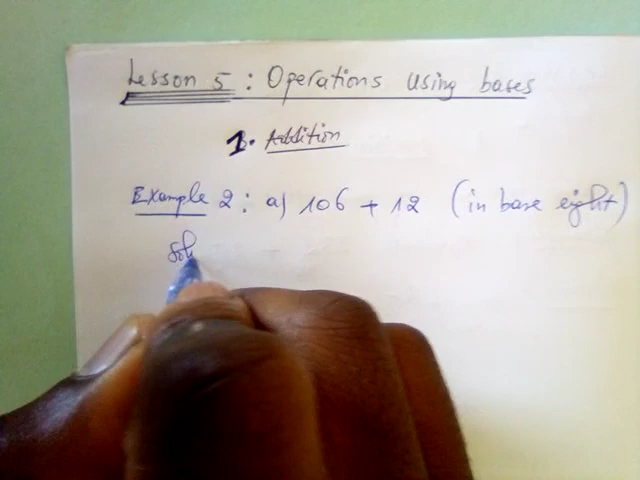 Lesson 5 : Operations using bases
1. Addition
Example 2 : a) 106 + 12 (in base eight)
Sol